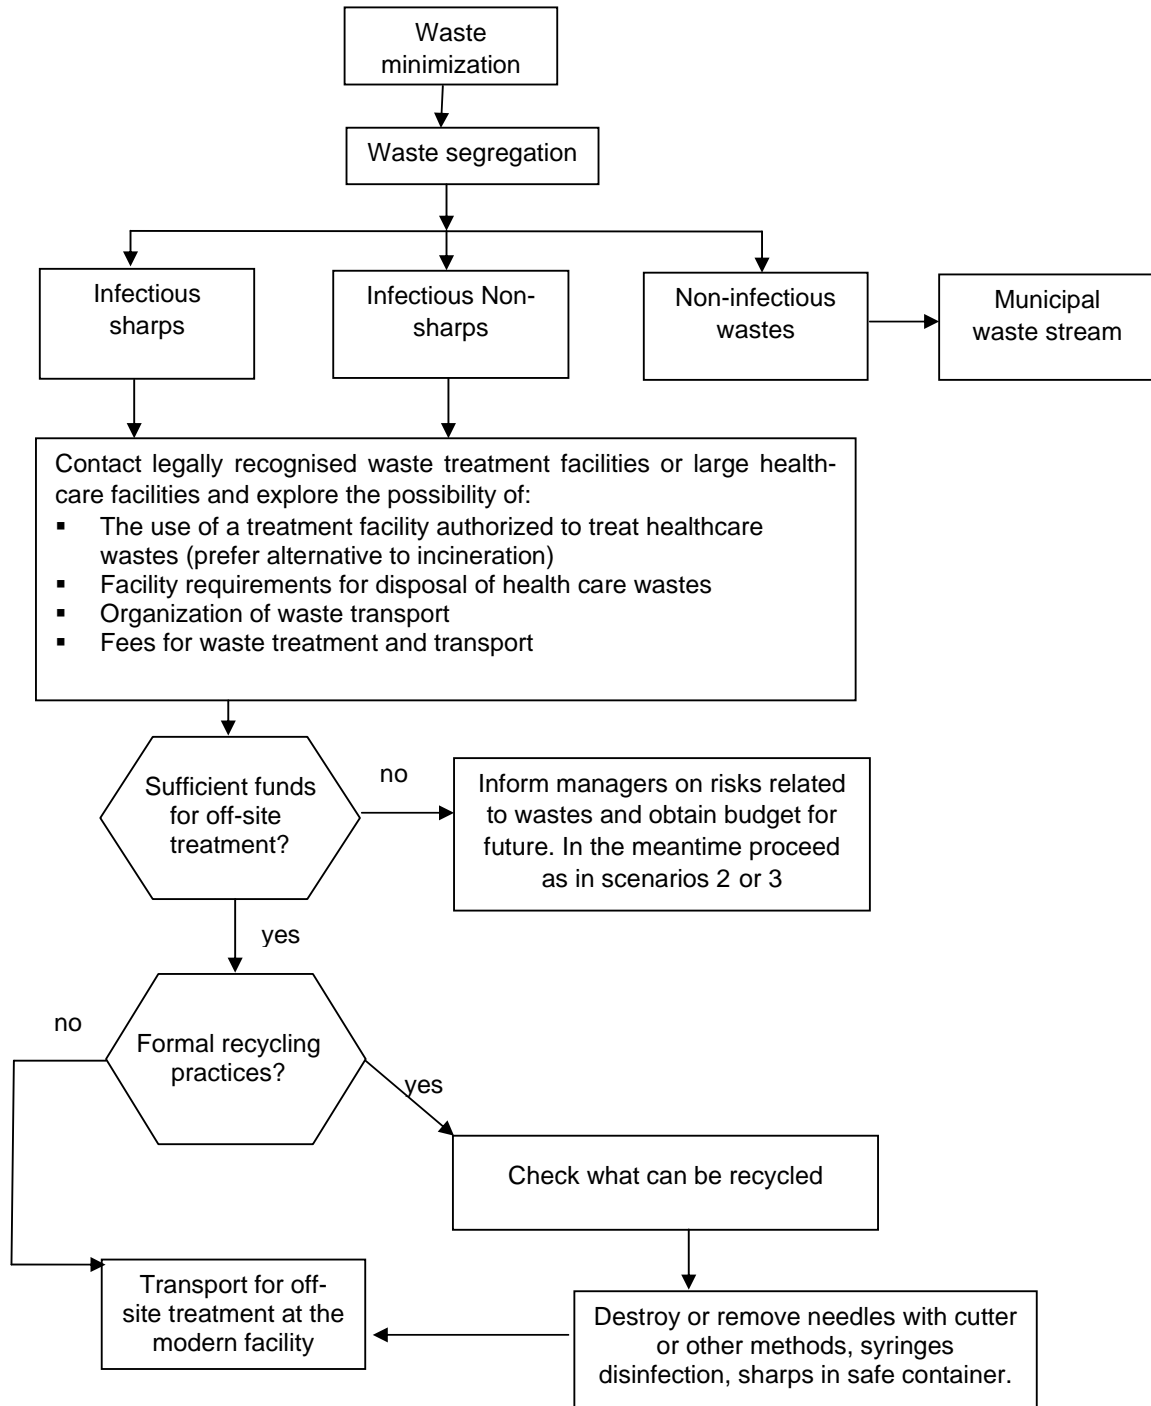 Waste
minimization
Waste segregation
Infectious
sharps
Infectious Non-
sharps
Non-infectious
wastes
Municipal
waste stream
Contact legally recognised waste treatment facilities or large health-
care facilities and explore the possibility of:
▪ The use of a treatment facility authorized to treat healthcare
wastes (prefer alternative to incineration)
▪ Facility requirements for disposal of health care wastes
▪ Organization of waste transport
▪ Fees for waste treatment and transport
Sufficient funds
for off-site
treatment?
no
Inform managers on risks related
to wastes and obtain budget for
future. In the meantime proceed
as in scenarios 2 or 3
yes
no
Formal recycling
practices?
yes
Check what can be recycled
Transport for off-
site treatment at the
modern facility
Destroy or remove needles with cutter
or other methods, syringes
disinfection, sharps in safe container.